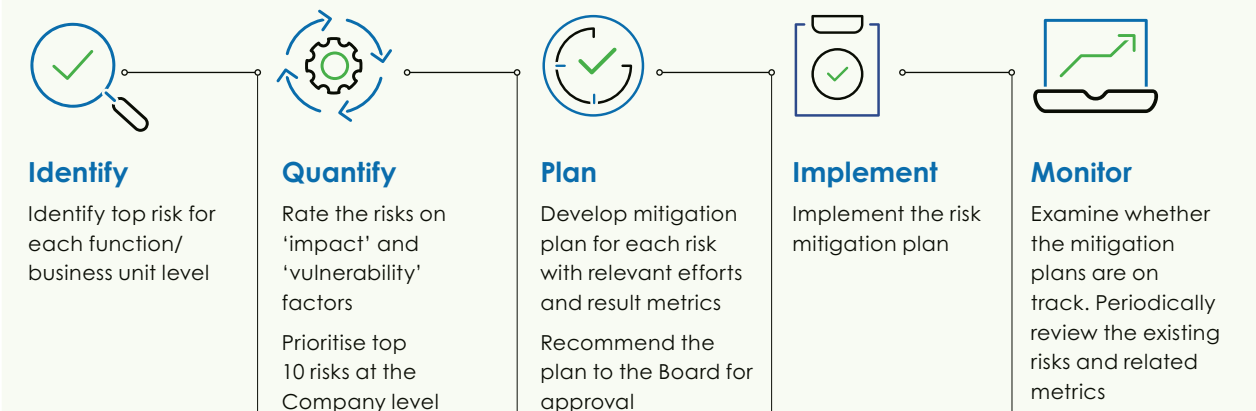 Identify
Identify top risk for
each function/
business unit level
Quantify
Rate the risks on
‘impact’ and
‘vulnerability’
factors
Prioritise top
10 risks at the
Company level
Plan
Develop mitigation
plan for each risk
with relevant efforts
and result metrics
Recommend the
plan to the Board for
approval
Implement
Implement the risk
mitigation plan
Monitor
Examine whether
the mitigation
plans are on
track. Periodically
review the existing
risks and related
metrics